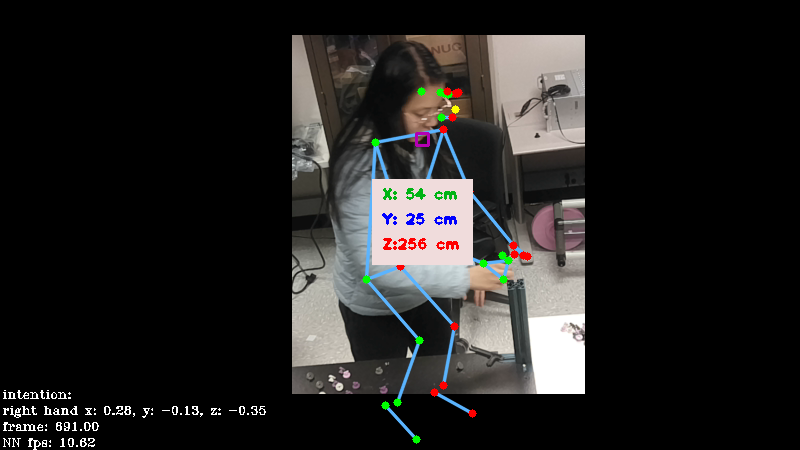 NUG
X: 54 cm
Y: 25 cm
Z:256 cm
intention:
right hand x: 0.28, y: -0.13, z: -0.35
frame: 691.00
NN fps: 10.62